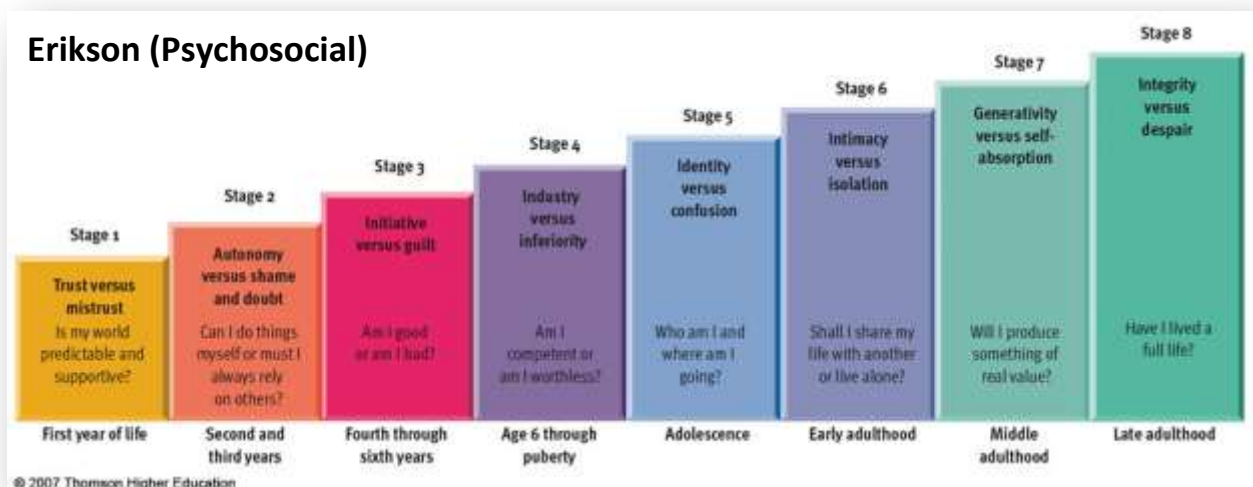 Erikson (Psychosocial)
Stage 1
Trust versus
mistrust
Is my world
predictable and
supportive?
First year of life
Stage 2
Autonomy
versus shame
and doubt
Can I do things
myself or must I
always rely
on others?
Second and
third years
Stage 3
Initiative
versus guilt
Am I good
or am I bad?
Fourth through
sixth years
Stage 4
Industry
versus
inferiority
Am I
competent or
am I worthless?
Age 6 through
puberty
Stage 5
Identity
versus
confusion
Who am I and
where am I
going?
Adolescence
Stage 6
Intimacy
versus
isolation
Shall I share my
life with another
or live alone?
Early adulthood
Stage 7
Generativity
versus self-
absorption
Will I produce
something of
real value?
Middle
adulthood
Stage 8
Integrity
versus
despair
Have I lived a
full life?
Late adulthood
© 2007 Thomson Higher Education